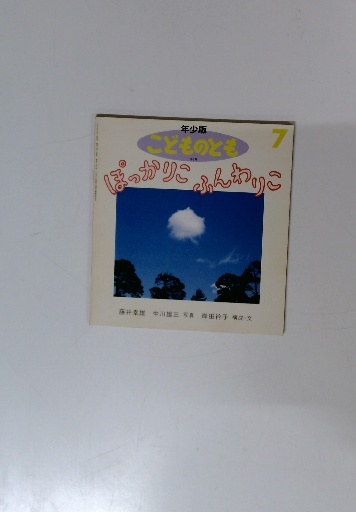 年少版
こどものとも
7
ぽっかりこ ふんわりこ
藤井幸雄 中川雄三 写真 岸田衿子 構成・文